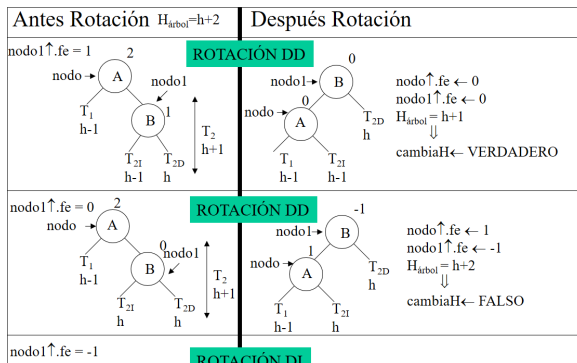 Antes Rotación H_árbol=h+2
Después Rotación
nodo1↑.fe = 1
ROTACIÓN DD
2
nodo
A
nodo1
T1
h-1
B
1
T2
h+1
T2I
T2D
h-1
h
0
nodo1
B
0
nodo
A
T2D
h
T1
T2I
h-1
h-1
nodo↑.fe ← 0
nodo1↑.fe ← 0
H_árbol = h+1
⇓
cambiaH← VERDADERO
nodo1↑.fe = 0
ROTACIÓN DD
2
nodo
A
0
nodo1
T1
h-1
B
T2
h+1
T2I
T2D
h
h
-1
nodo1
B
1
nodo
A
T2D
h
T1
T2I
h-1
h
nodo↑.fe ← 1
nodo1↑.fe ← -1
H_árbol = h+2
⇓
cambiaH← FALSO
nodo1↑.fe = -1
ROTACIÓN DI